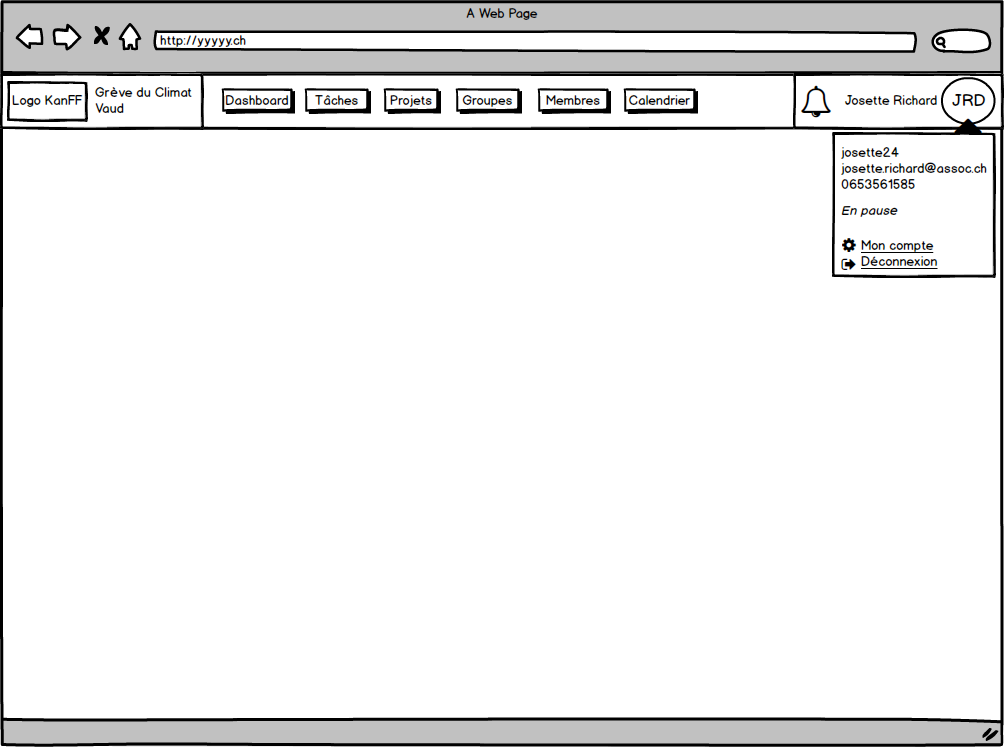 A Web Page
http://yyyyy.ch
Logo KanFF
Grève du Climat
Vaud
Dashboard
Tâches
Projets
Groupes
Membres
Calendrier
Josette Richard
JRD
josette24
josette.richard@assoc.ch
0653561585
En pause
Mon compte
Déconnexion